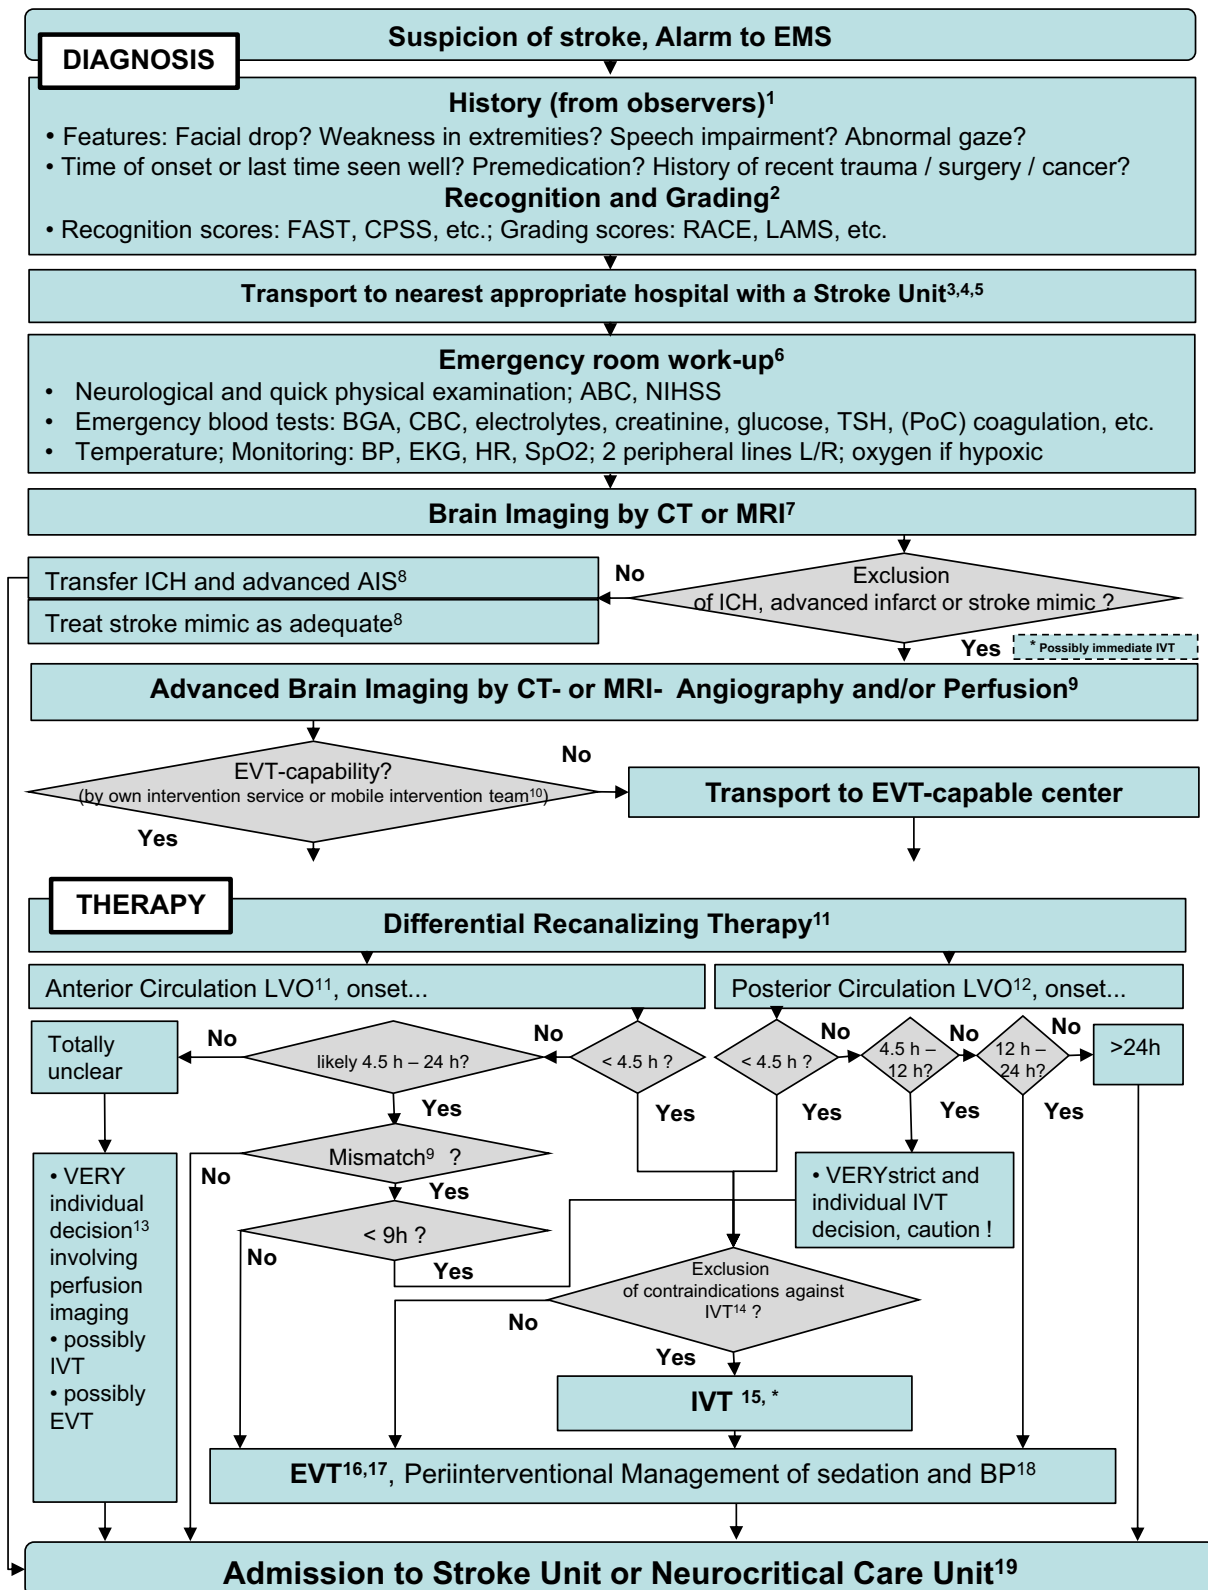 Suspicion of stroke, Alarm to EMS
DIAGNOSIS
History (from observers)1
• Features: Facial drop? Weakness in extremities? Speech impairment? Abnormal gaze?
• Time of onset or last time seen well? Premedication? History of recent trauma / surgery / cancer?
Recognition and Grading2
• Recognition scores: FAST, CPSS, etc.; Grading scores: RACE, LAMS, etc.
Transport to nearest appropriate hospital with a Stroke Unit3,4,5
Emergency room work-up6
• Neurological and quick physical examination; ABC, NIHSS
• Emergency blood tests: BGA, CBC, electrolytes, creatinine, glucose, TSH, (PoC) coagulation, etc.
• Temperature; Monitoring: BP, EKG, HR, SpO2; 2 peripheral lines L/R; oxygen if hypoxic
Brain Imaging by CT or MRI7
Exclusion
of ICH, advanced infarct or stroke mimic ?
No
Transfer ICH and advanced AIS8
Treat stroke mimic as adequate8
Yes
* Possibly immediate IVT
Advanced Brain Imaging by CT- or MRI- Angiography and/or Perfusion9
EVT-capability?
(by own intervention service or mobile intervention team10)
No
Transport to EVT-capable center
Yes
THERAPY
Differential Recanalizing Therapy11
Anterior Circulation LVO11, onset...
Posterior Circulation LVO12, onset...
Totally
unclear
No
likely 4.5 h – 24 h?
No
< 4.5 h ?
< 4.5 h ?
No
4.5 h –
12 h?
No
12 h –
24 h?
No
>24h
Yes
Yes
Yes
Yes
Yes
Mismatch9 ?
No
Yes
< 9h ?
No
Yes
• VERYstrict and
individual IVT
decision, caution !
• VERY
individual
decision13
involving
perfusion
imaging
• possibly
IVT
• possibly
EVT
Exclusion
of contraindications against
IVT14 ?
No
Yes
IVT 15, *
EVT16,17, Periinterventional Management of sedation and BP18
Admission to Stroke Unit or Neurocritical Care Unit19